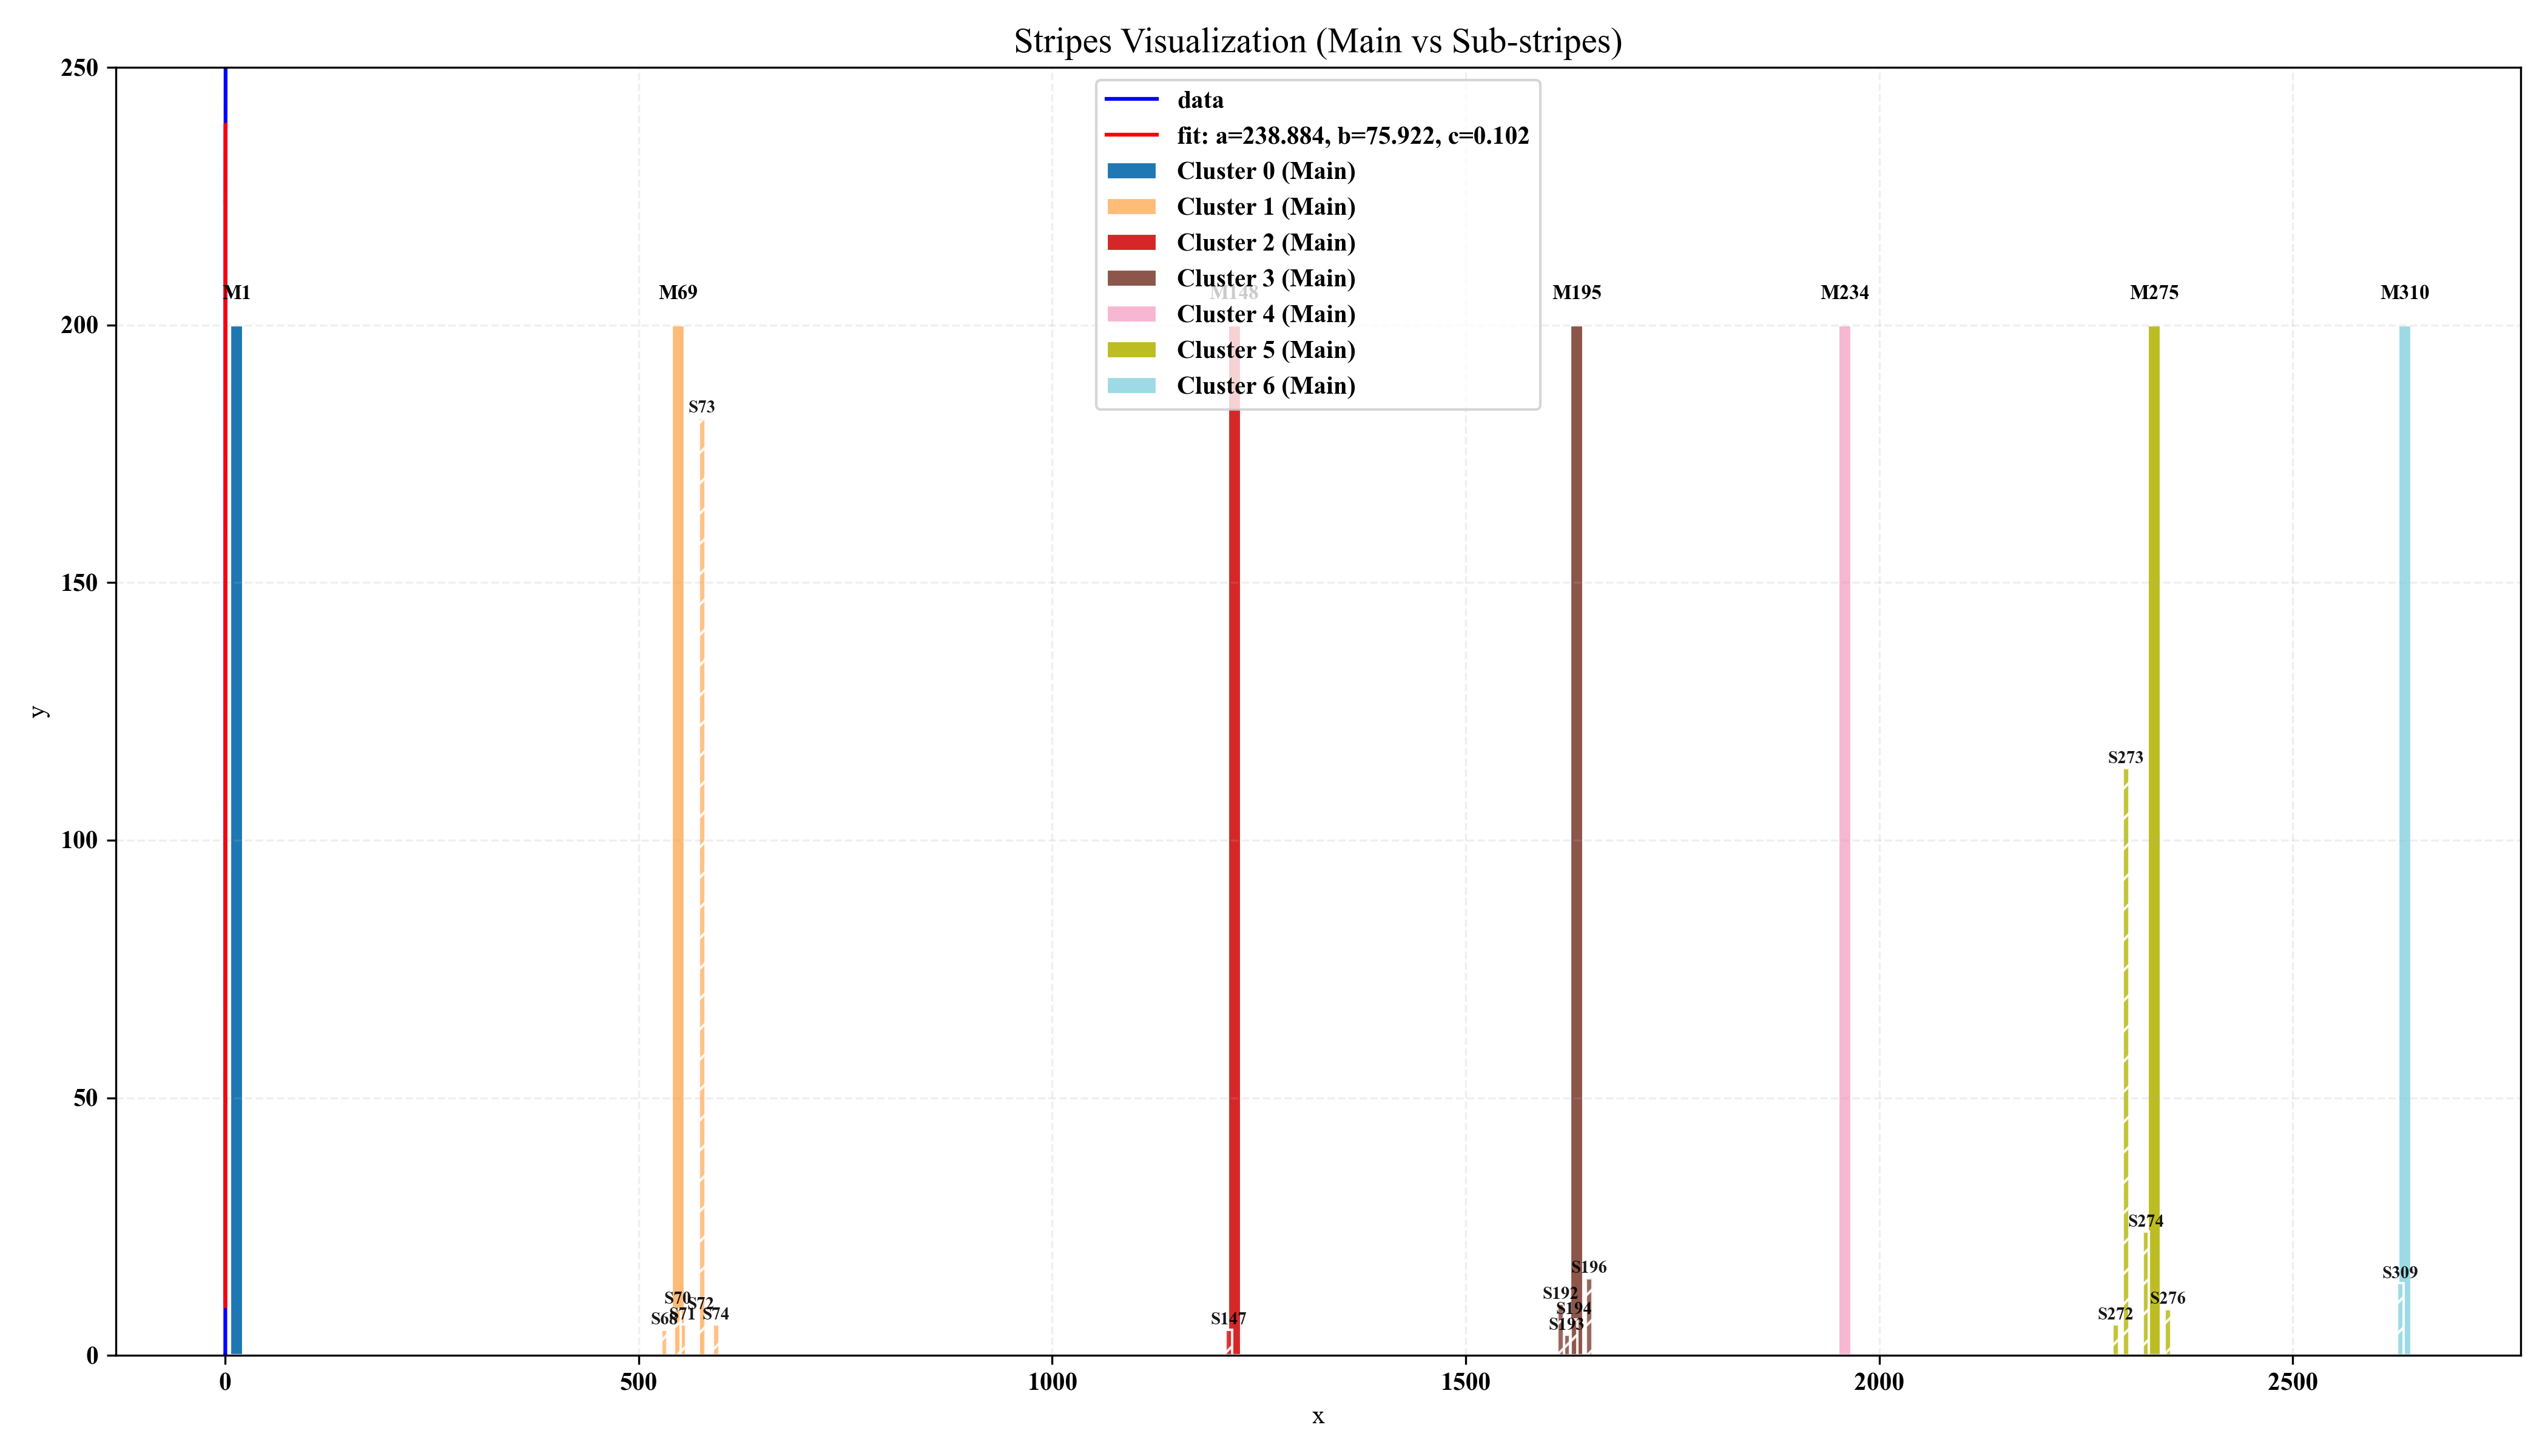 Stripes Visualization (Main vs Sub-stripes)
250
200
150
100
50
0
y
data
fit: a=238.884, b=75.922, c=0.102
Cluster 0 (Main)
Cluster 1 (Main)
Cluster 2 (Main)
Cluster 3 (Main)
Cluster 4 (Main)
Cluster 5 (Main)
Cluster 6 (Main)
M1
M69
M148
M195
M234
M275
M310
S73
S273
S68
S70
S71
S72
S74
S147
S192
S193
S194
S196
S272
S274
S276
S309
0
500
1000
1500
2000
2500
x